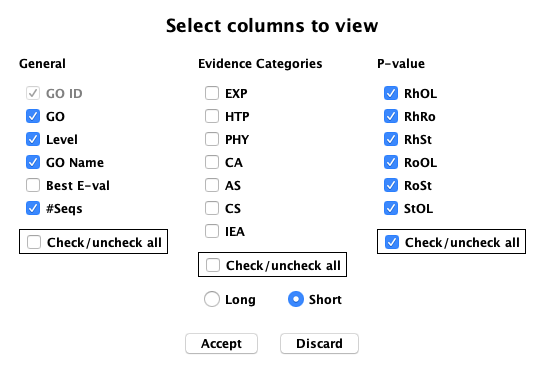 Select columns to view
General
GO ID
GO
Level
GO Name
Best E-val
#Seqs
Check/uncheck all
Evidence Categories
EXP
HTP
PHY
CA
AS
CS
IEA
Check/uncheck all
Long Short
P-value
RhOL
RhRo
RhSt
RoOL
RoSt
StOL
Check/uncheck all
Accept Discard